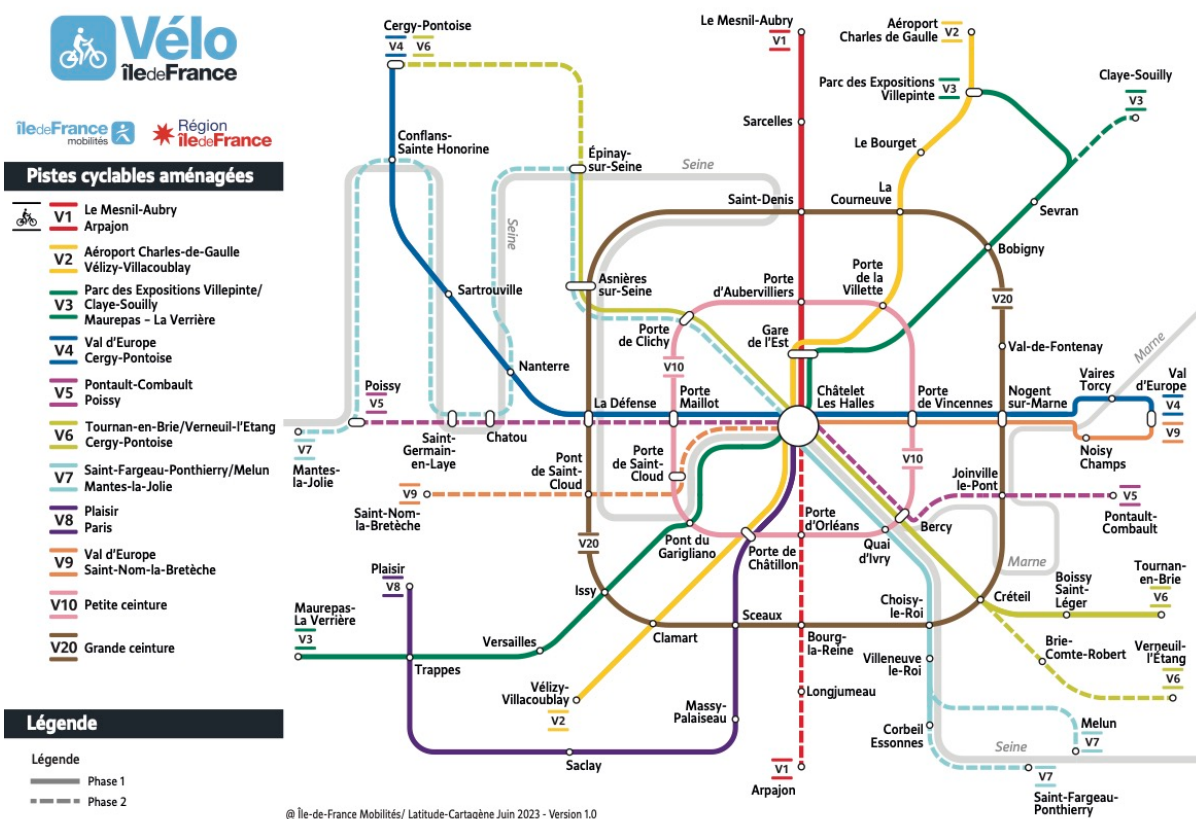 Vélo
îledeFrance
îledeFrance
mobilités
Région
îledeFrance
Pistes cyclables aménagées
V1
Le Mesnil-Aubry
Arpajon
V2
Aéroport Charles-de-Gaulle
Vélizy-Villacoublay
V3
Parc des Expositions Villepinte/
Claye-Souilly
Maurepas – La Verrière
V4
Val d'Europe
Cergy-Pontoise
V5
Pontault-Combault
Poissy
V6
Tournan-en-Brie/Verneuil-l'Etang
Cergy-Pontoise
V7
Saint-Fargeau-Ponthierry/Melun
Mantes-la-Jolie
V8
Plaisir
Paris
V9
Val d'Europe
Saint-Nom-la-Bretèche
V10
Petite ceinture
V20
Grande ceinture
Légende
Légende
Phase 1
Phase 2
Cergy-Pontoise
V4
V6
Le Mesnil-Aubry
V1
Aéroport
Charles de Gaulle
V2
Parc des Expositions
Villepinte
V3
Claye-Souilly
V3
Conflans-
Sainte Honorine
Sarcelles
Le Bourget
Épinay-
sur-Seine
Seine
Seine
Saint-Denis
La
Courneuve
Sevran
Bobigny
Sartrouville
Asnières
sur-Seine
Porte
d'Aubervilliers
Porte
de la
Villette
V20
Porte
de Clichy
Gare
de l'Est
Val-de-Fontenay
Marne
Nanterre
V10
Poissy
V5
La Défense
Porte
Maillot
Châtelet
Les Halles
Porte
de Vincennes
Nogent
sur-Marne
Vaires
Torcy
Val
d'Europe
V4
V9
V7
Mantes-
la-Jolie
Saint-
Germain-
en-Laye
Chatou
Pont
de Saint-
Cloud
Porte
de Saint-
Cloud
V10
Noisy
Champs
V9
Saint-Nom-
la-Bretèche
Joinville
le-Pont
V5
Pontault-
Combault
V20
Pont du
Garigliano
Porte de
Châtillon
Porte
d'Orléans
Quai
d'Ivry
Bercy
Marne
Plaisir
V8
Issy
Choisy-
le-Roi
Créteil
Boissy
Saint-
Léger
Tournan-
en-Brie
V6
Maurepas-
La Verrière
V3
Trappes
Versailles
Clamart
Sceaux
Bourg-
la-Reine
Villeneuve
le-Roi
Brie-
Comte-Robert
Verneuil-
l'Étang
V6
Vélizy-
Villacoublay
V2
Massy-
Palaiseau
Longjumeau
Corbeil
Essonnes
Melun
V7
Saclay
V1
Arpajon
Seine
V7
Saint-Fargeau-
Ponthierry
@ Île-de-France Mobilités/ Latitude-Cartagène Juin 2023 - Version 1.0